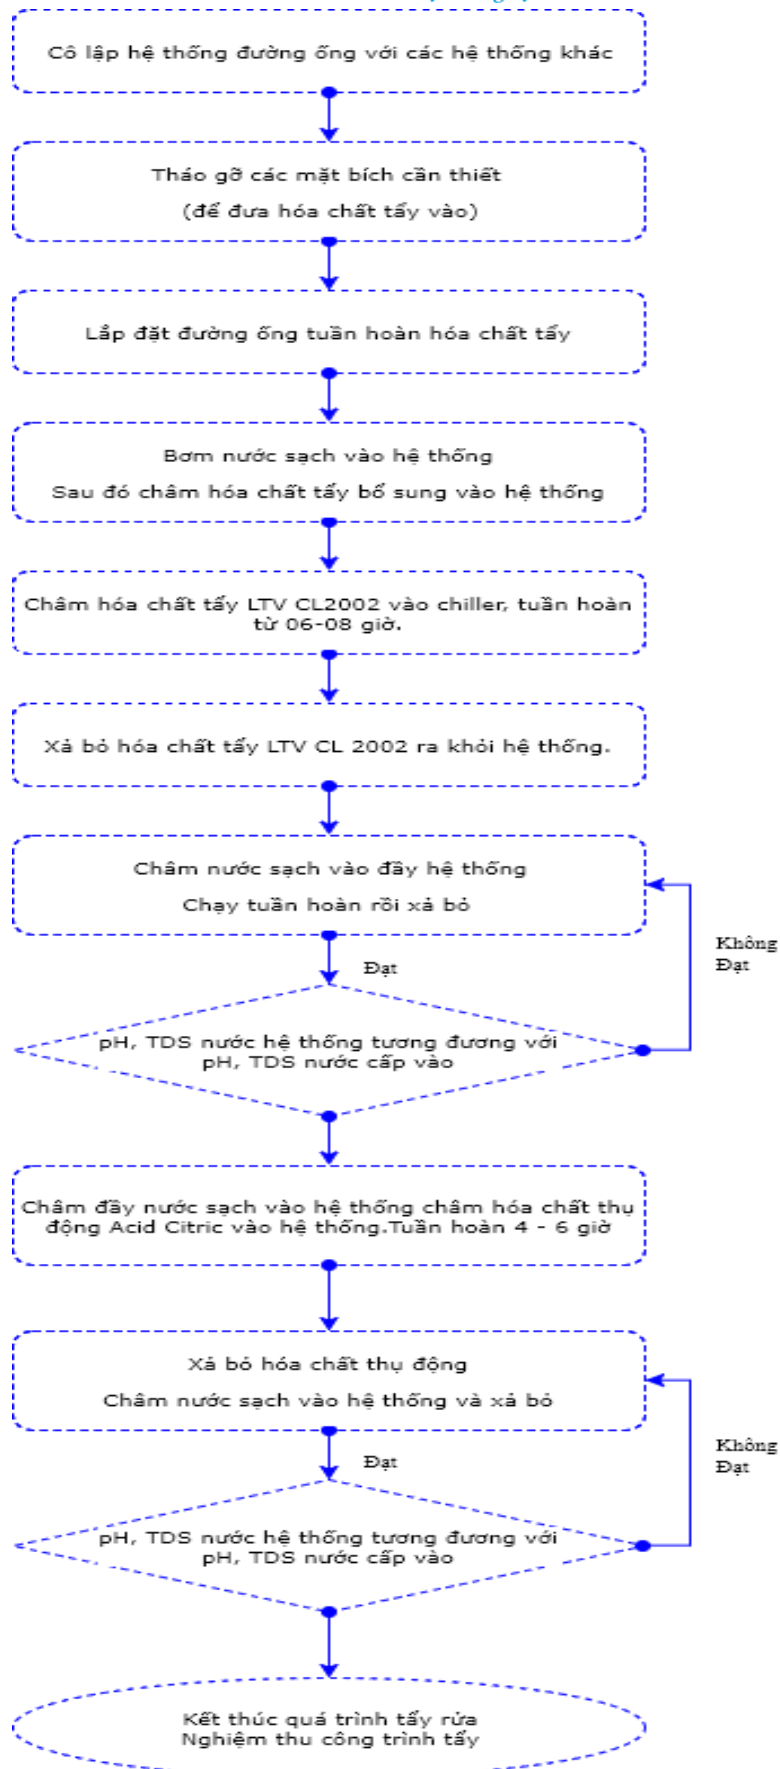 Cô lập hệ thống đường ống với các hệ thống khác
Tháo gỡ các mặt bích cần thiết
(để đưa hóa chất tẩy vào)
Lắp đặt đường ống tuần hoàn hóa chất tẩy
Bơm nước sạch vào hệ thống
Sau đó châm hóa chất tẩy bổ sung vào hệ thống
Châm hóa chất tẩy LTV CL2002 vào chiller, tuần hoàn
từ 06-08 giờ.
Xả bỏ hóa chất tẩy LTV CL 2002 ra khỏi hệ thống.
Châm nước sạch vào đầy hệ thống
Chạy tuần hoàn rồi xả bỏ
Không
Đạt
Đạt
pH, TDS nước hệ thống tương đương với
pH, TDS nước cấp vào
Châm đầy nước sạch vào hệ thống châm hóa chất thụ
động Acid Citric vào hệ thống.Tuần hoàn 4 - 6 giờ
Xả bỏ hóa chất thụ động
Châm nước sạch vào hệ thống và xả bỏ
Không
Đạt
Đạt
pH, TDS nước hệ thống tương đương với
pH, TDS nước cấp vào
Kết thúc quá trình tẩy rửa
Nghiệm thu công trình tẩy